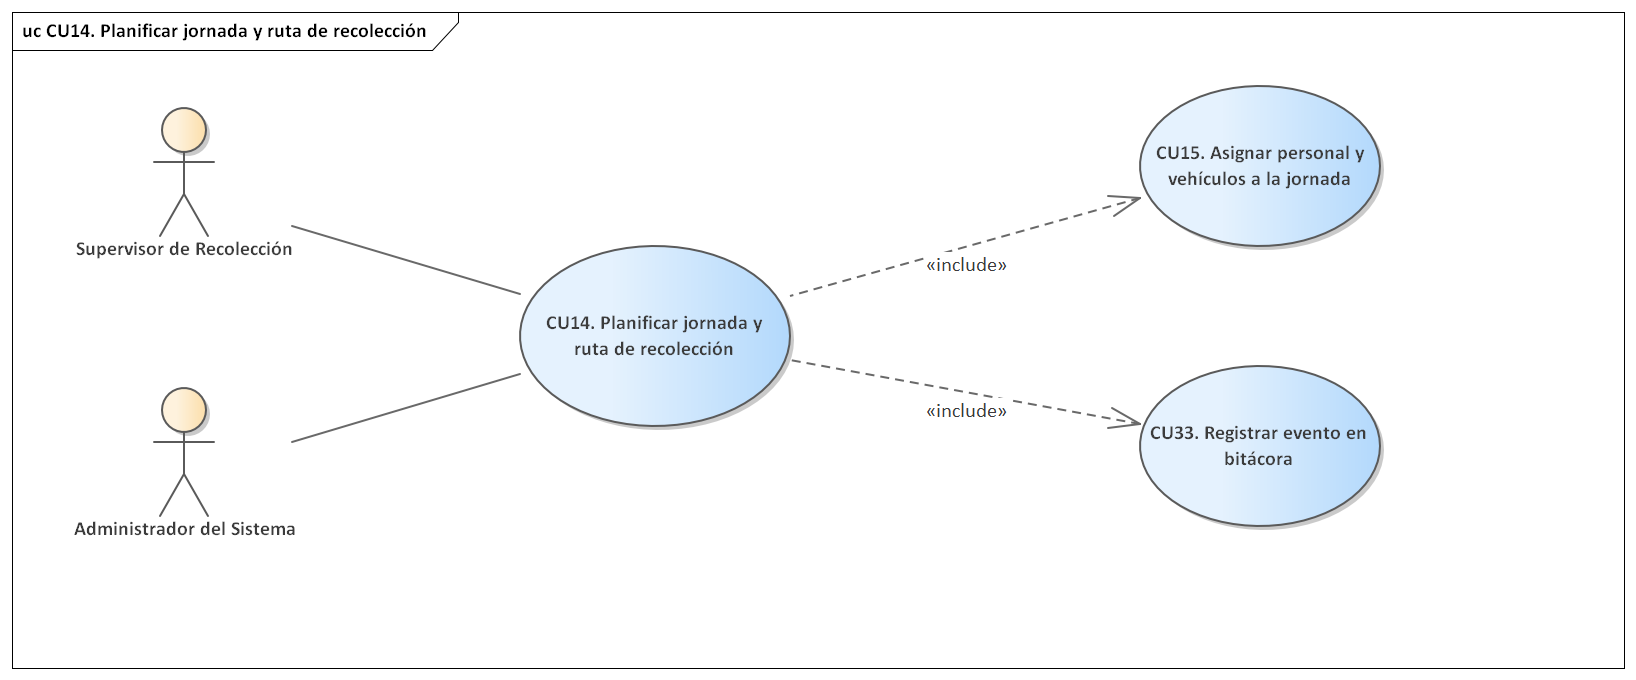 uc CU14. Planificar jornada y ruta de recolección
Supervisor de Recolección
Administrador del Sistema
CU14. Planificar jornada y
ruta de recolección
«include»
«include»
CU15. Asignar personal y
vehículos a la jornada
CU33. Registrar evento en
bitácora